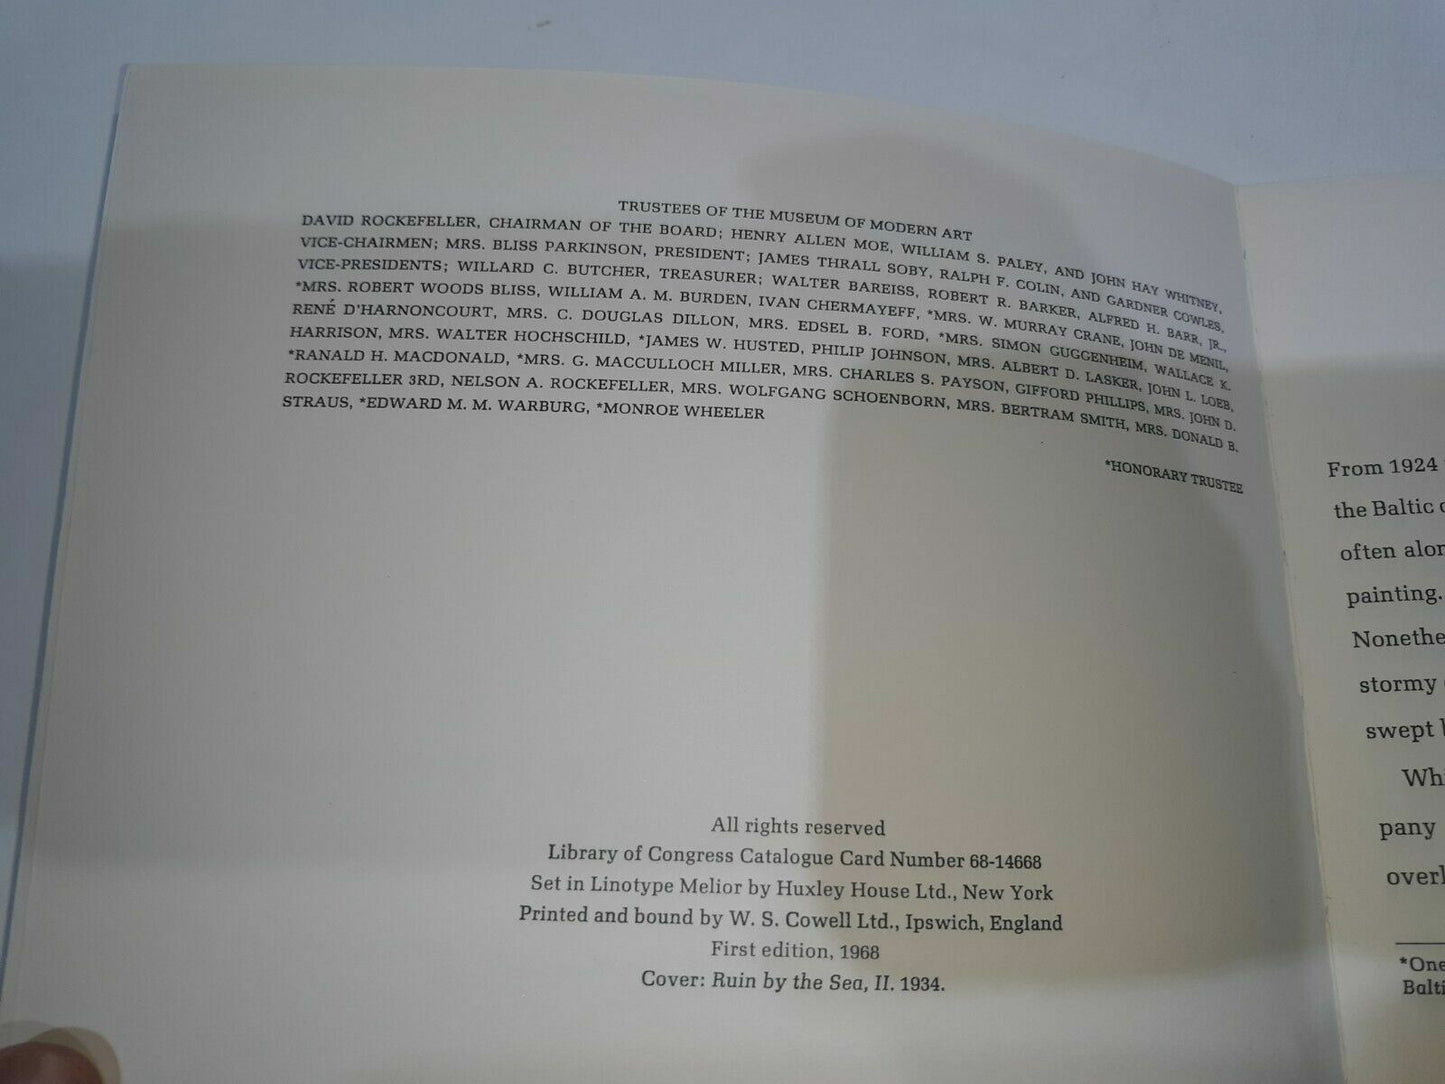 TRUSTEES OF THE MUSEUM OF MODERN ART
DAVID ROCKEFELLER, CHAIRMAN OF THE BOARD; HENRY ALLEN MOE, WILLIAM S. PALEY, AND JOHN HAY WHITNEY,
VICE-CHAIRMEN; MRS. BLISS PARKINSON, PRESIDENT; JAMES THRALL SOBY, RALPH F. COLIN, AND GARDNER COWLES,
VICE-PRESIDENTS; WILLARD C. BUTCHER, TREASURER; WALTER BAREISS, ROBERT R. BARKER, ALFRED H. BARR, JR.,
*MRS. ROBERT WOODS BLISS, WILLIAM A. M. BURDEN, IVAN CHERMAYEFF, *MRS. W. MURRAY CRANE, JOHN DE MENIL,
RENÉ D'HARNONCOURT, MRS. C. DOUGLAS DILLON, MRS. EDSEL B. FORD, *MRS. SIMON GUGGENHEIM, WALLACE K.
HARRISON, MRS. WALTER HOCHSCHILD, *JAMES W. HUSTED, PHILIP JOHNSON, MRS. ALBERT D. LASKER, JOHN L. LOEB,
*RANALD H. MACDONALD, *MRS. G. MACCULLOCH MILLER, MRS. CHARLES S. PAYSON, GIFFORD PHILLIPS, MRS. JOHN D.
ROCKEFELLER 3RD, NELSON A. ROCKEFELLER, MRS. WOLFGANG SCHOENBORN, MRS. BERTRAM SMITH, MRS. DONALD B.
STRAUS, *EDWARD M. M. WARBURG, *MONROE WHEELER
*HONORARY TRUSTEE
All rights reserved
Library of Congress Catalogue Card Number 68-14668
Set in Linotype Melior by Huxley House Ltd., New York
Printed and bound by W. S. Cowell Ltd., Ipswich, England
First edition, 1968
Cover: Ruin by the Sea, II. 1934.
From 1924
the Baltic
often
painting.
stormy
swept
pany
*One